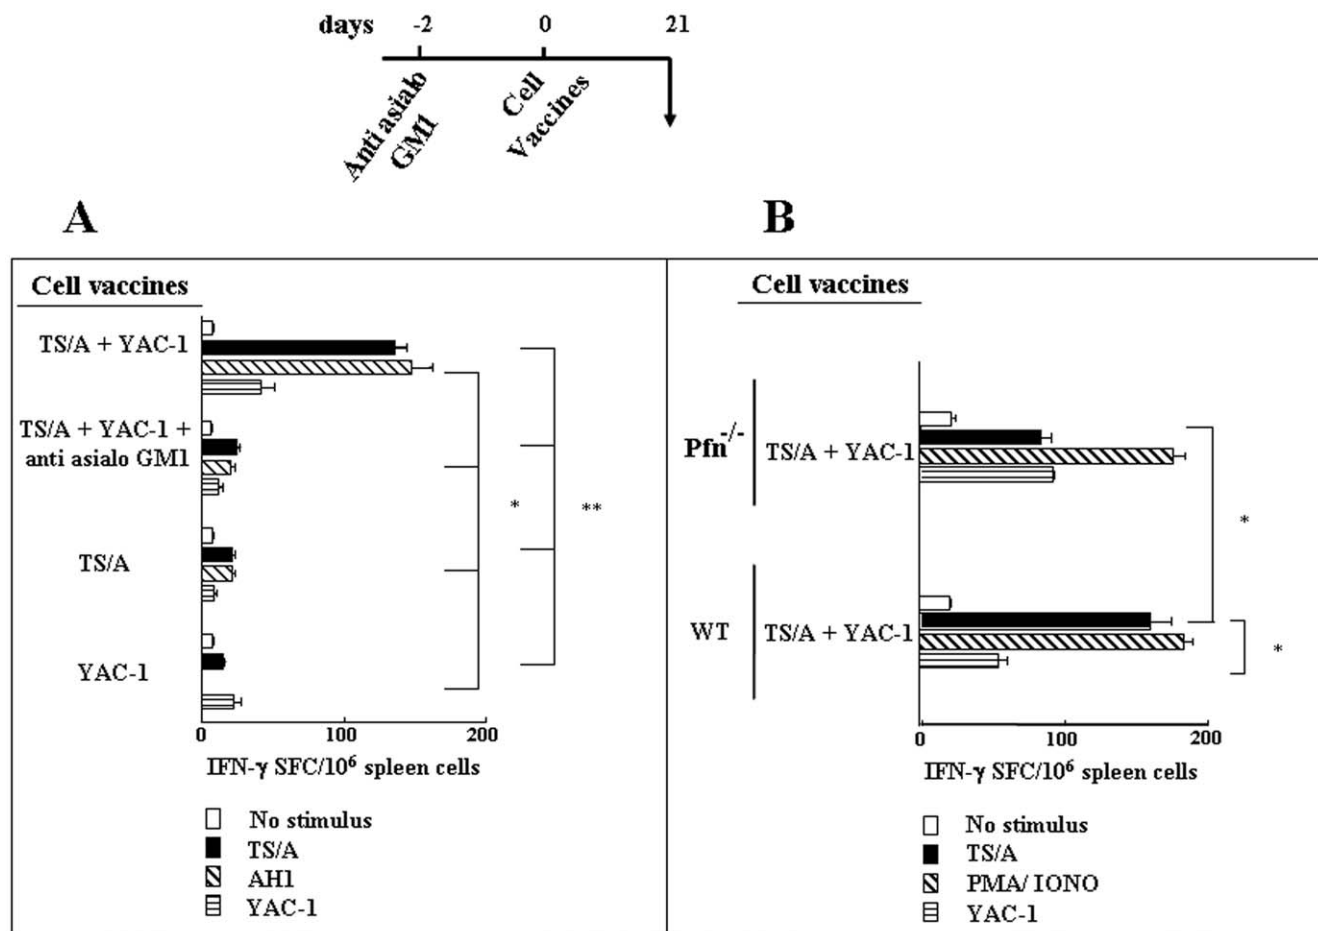 days -2 0 21
Anti asialo
GM1
Cell
Vaccines
A
B
Cell vaccines
TS/A + YAC-1
TS/A + YAC-1 +
anti asialo GM1
TS/A
YAC-1
* **
0 100 200
IFN-γ SFC/10⁶ spleen cells
No stimulus
TS/A
AH1
YAC-1
Cell vaccines
Pfn-/- TS/A + YAC-1
*
WT TS/A + YAC-1
*
0 100 200
IFN-γ SFC/10⁶ spleen cells
No stimulus
TS/A
PMA/ IONO
YAC-1